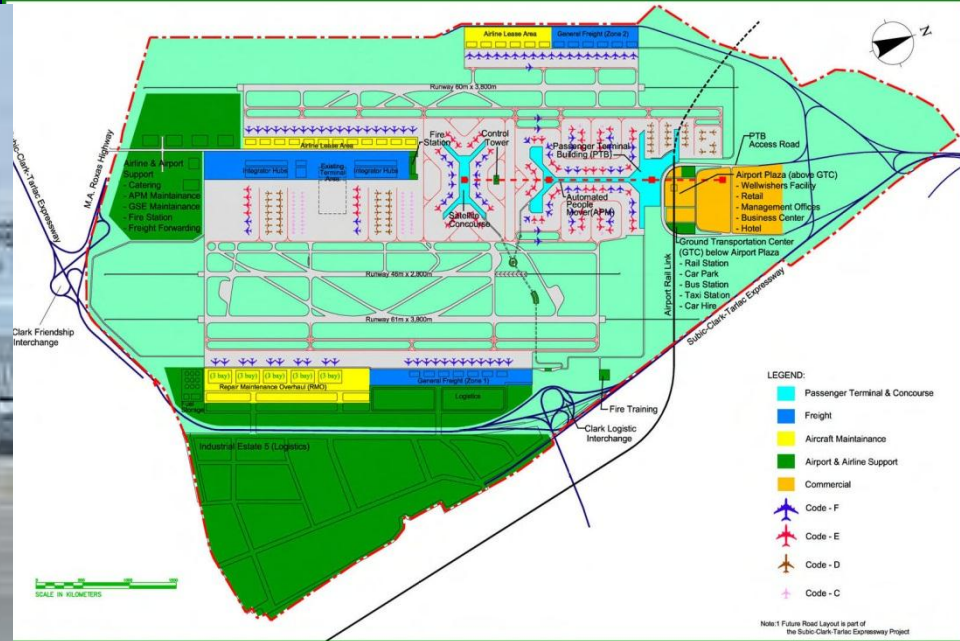 Airline Lease Area
General Freight (Zone 2)
N
Runway 60m x 3,800m
Subic-Clark-Tarlac Expressway
M.A. Roxas Highway
Airline & Airport
Support
- Catering
- APM Maintainance
- GSE Maintainance
- Fire Station
- Freight Forwarding
Airline Lease Area
Integrator Hubs
Existing
Terminal
Area
Integrator Hubs
Fire
Station
Control
Tower
Passenger Terminal
Building (PTB)
Satellite
Concourse
Automated
People
Mover(APM)
PTB
Access Road
Airport Plaza (above GTC)
- Wellwishers Facility
- Retail
- Management Offices
- Business Center
- Hotel
Ground Transportation Center
(GTC) below Airport Plaza
- Rail Station
- Car Park
- Bus Station
- Taxi Station
- Car Hire
Airport Rail Link
Subic-Clark-Tarlac Expressway
Runway 45m x 2,800m
Runway 61m x 3,800m
Clark Friendship
Interchange
(3 bay) (3 bay) (3 bay) (3 bay) (3 bay)
Repair Maintenance Overhaul (RMO)
General Freight (Zone 1)
Logistics
Fuel
Storage
Fire Training
Clark Logistic
Interchange
Industrial Estate 5 (Logistics)
SCALE IN KILOMETERS
LEGEND:
Passenger Terminal & Concourse
Freight
Aircraft Maintainance
Airport & Airline Support
Commercial
Code - F
Code - E
Code - D
Code - C
Note:1 Future Road Layout is part of
the Subic-Clark-Tarlac Expressway Project